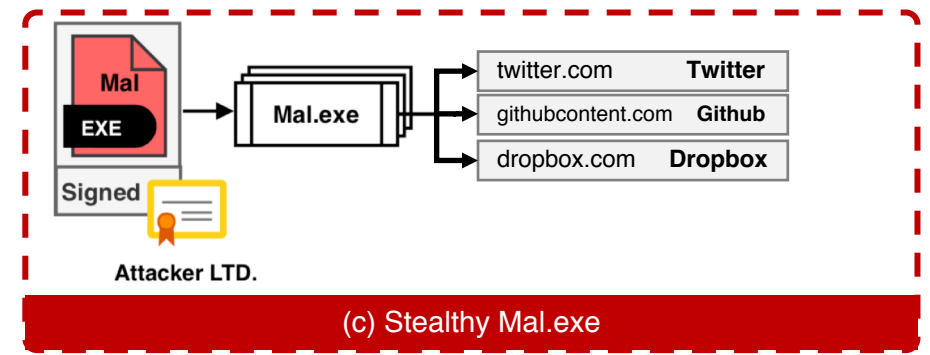 Mal
EXE
Signed
Attacker LTD.
Mal.exe
twitter.com Twitter
githubcontent.com Github
dropbox.com Dropbox
(c) Stealthy Mal.exe